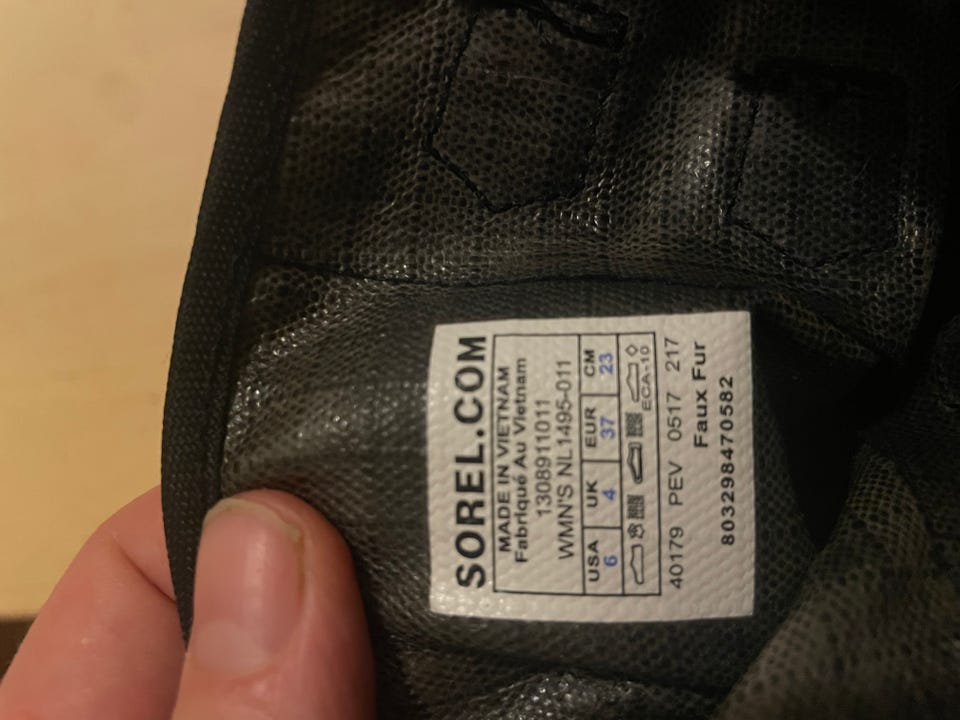 SOREL.COM
MADE IN VIETNAM
Fabriqué Au Vietnam
1308911011
WMN'S NL1495-011
USA UK EUR CM
6 4 37 23
ECA-10
40179 PEV 0517 217
Faux Fur
803298470582